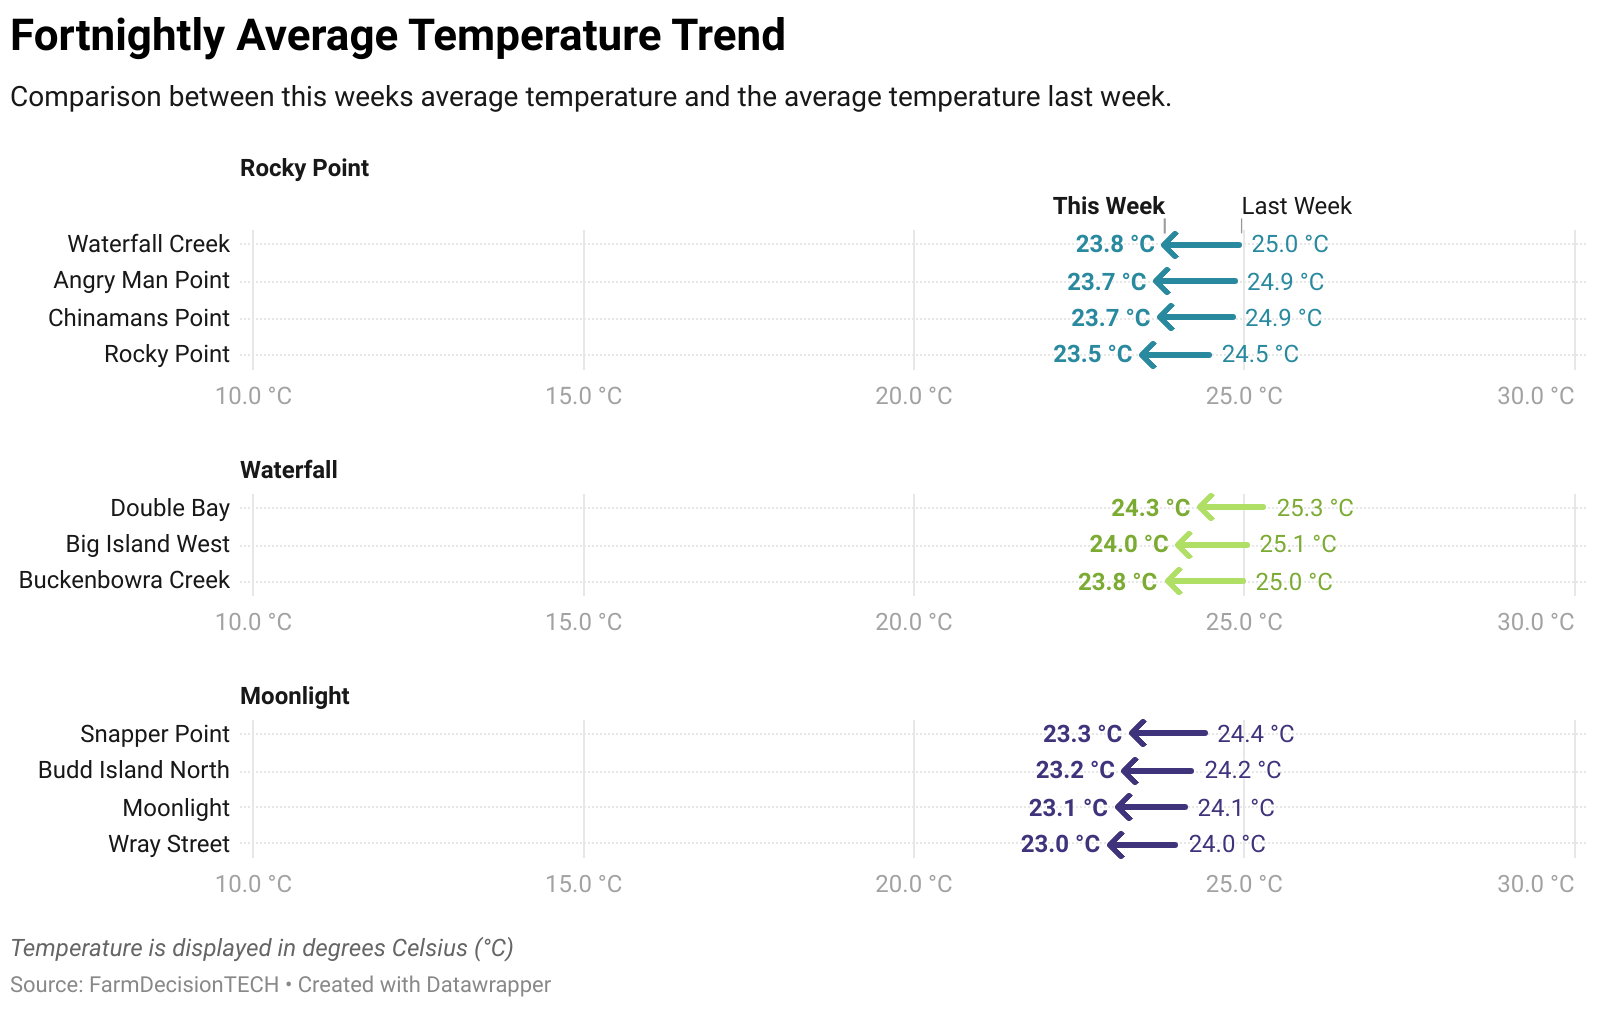 Fortnightly Average Temperature Trend
Comparison between this weeks average temperature and the average temperature last week.
Rocky Point
This Week Last Week
Waterfall Creek 23.8 °C 25.0 °C
Angry Man Point 23.7 °C 24.9 °C
Chinamans Point 23.7 °C 24.9 °C
Rocky Point 23.5 °C 24.5 °C
10.0 °C 15.0 °C 20.0 °C 25.0 °C 30.0 °C
Waterfall
Double Bay 24.3 °C 25.3 °C
Big Island West 24.0 °C 25.1 °C
Buckenbowra Creek 23.8 °C 25.0 °C
10.0 °C 15.0 °C 20.0 °C 25.0 °C 30.0 °C
Moonlight
Snapper Point 23.3 °C 24.4 °C
Budd Island North 23.2 °C 24.2 °C
Moonlight 23.1 °C 24.1 °C
Wray Street 23.0 °C 24.0 °C
10.0 °C 15.0 °C 20.0 °C 25.0 °C 30.0 °C
Temperature is displayed in degrees Celsius (°C)
Source: FarmDecisionTECH • Created with Datawrapper